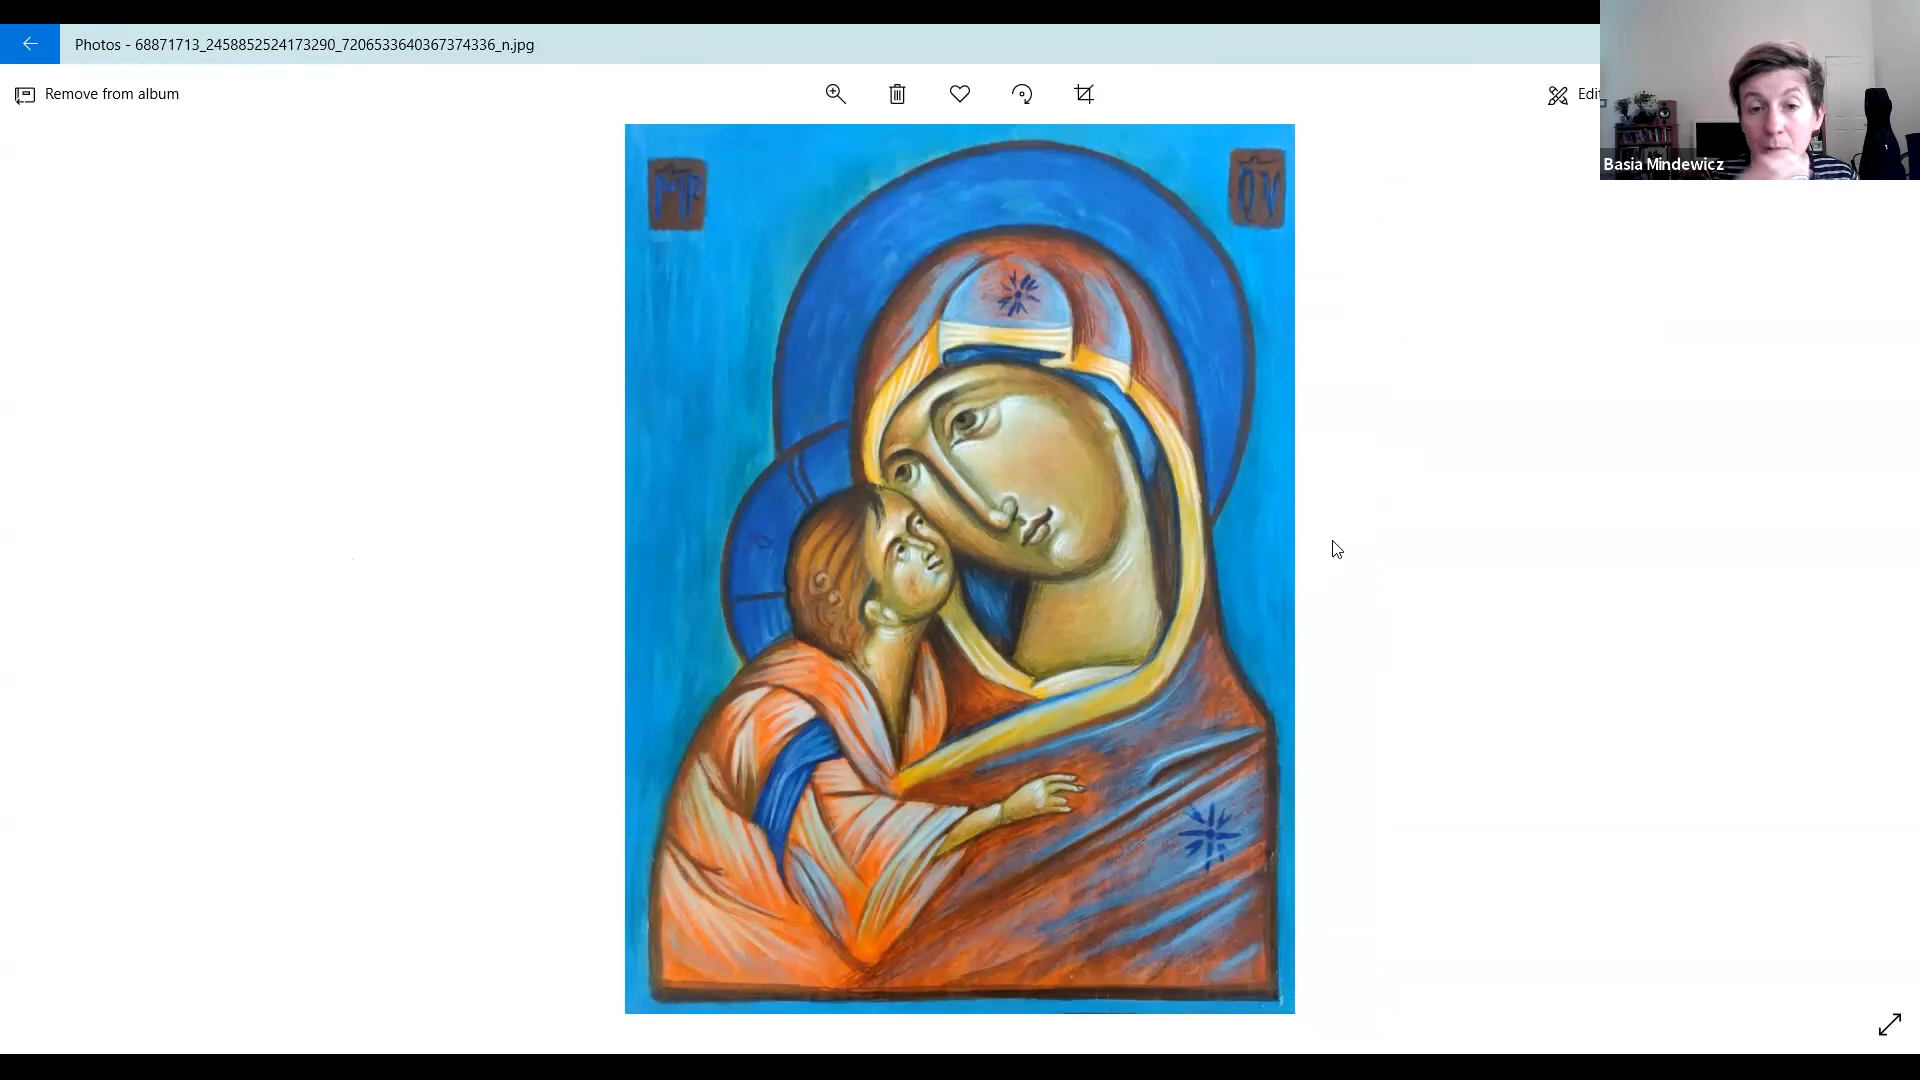 Photos - 68871713_2458852524173290_7206533640367374336_n.jpg
Remove from album
Edi
Basia Mindewicz
ΜΡ
ΘΥ